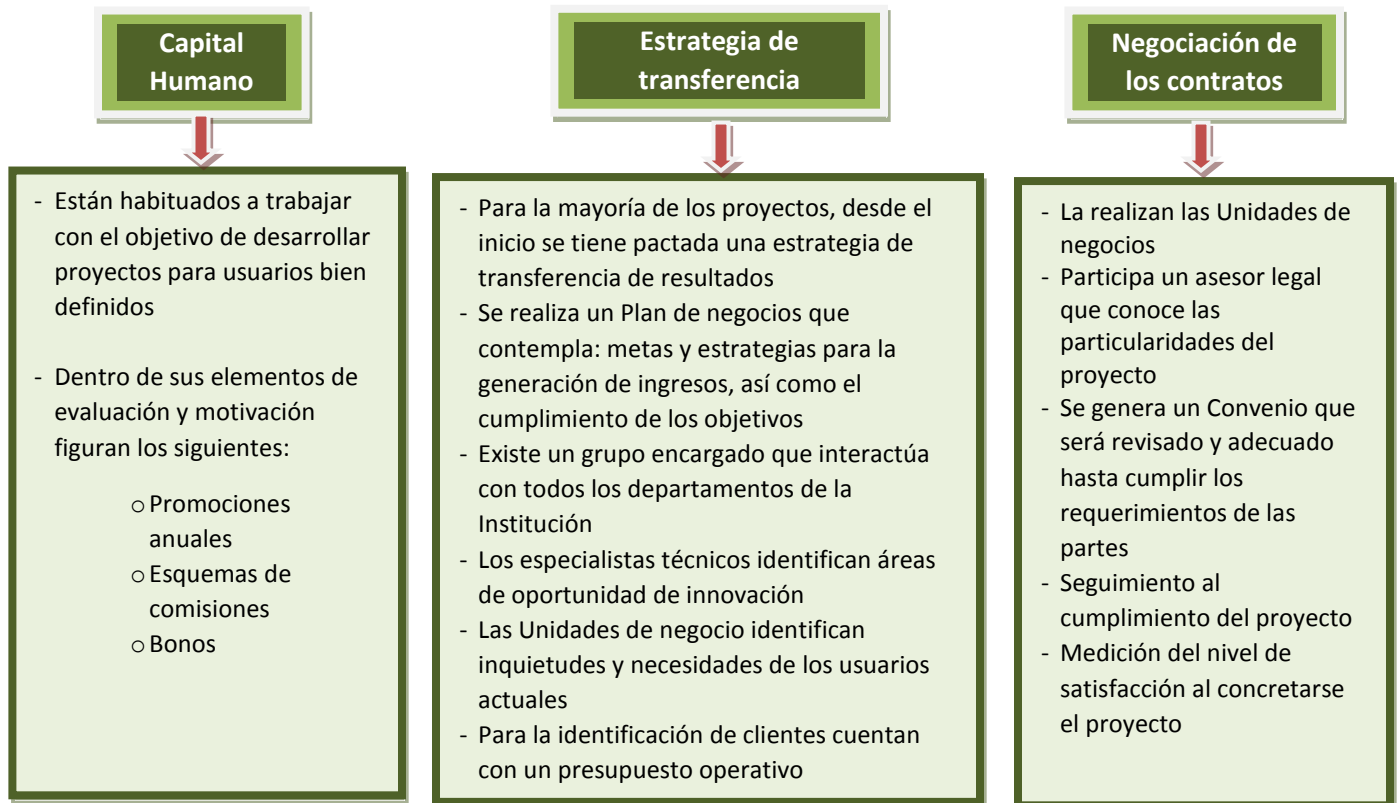 Capital
Humano
- Están habituados a trabajar
con el objetivo de desarrollar
proyectos para usuarios bien
definidos
- Dentro de sus elementos de
evaluación y motivación
figuran los siguientes:
o Promociones
anuales
o Esquemas de
comisiones
o Bonos
Estrategia de
transferencia
- Para la mayoría de los proyectos, desde el
inicio se tiene pactada una estrategia de
transferencia de resultados
- Se realiza un Plan de negocios que
contempla: metas y estrategias para la
generación de ingresos, así como el
cumplimiento de los objetivos
- Existe un grupo encargado que interactúa
con todos los departamentos de la
Institución
- Los especialistas técnicos identifican áreas
de oportunidad de innovación
- Las Unidades de negocio identifican
inquietudes y necesidades de los usuarios
actuales
- Para la identificación de clientes cuentan
con un presupuesto operativo
Negociación de
los contratos
- La realizan las Unidades de
negocios
- Participa un asesor legal
que conoce las
particularidades del
proyecto
- Se genera un Convenio que
será revisado y adecuado
hasta cumplir los
requerimientos de las
partes
- Seguimiento al
cumplimiento del proyecto
- Medición del nivel de
satisfacción al concretarse
el proyecto